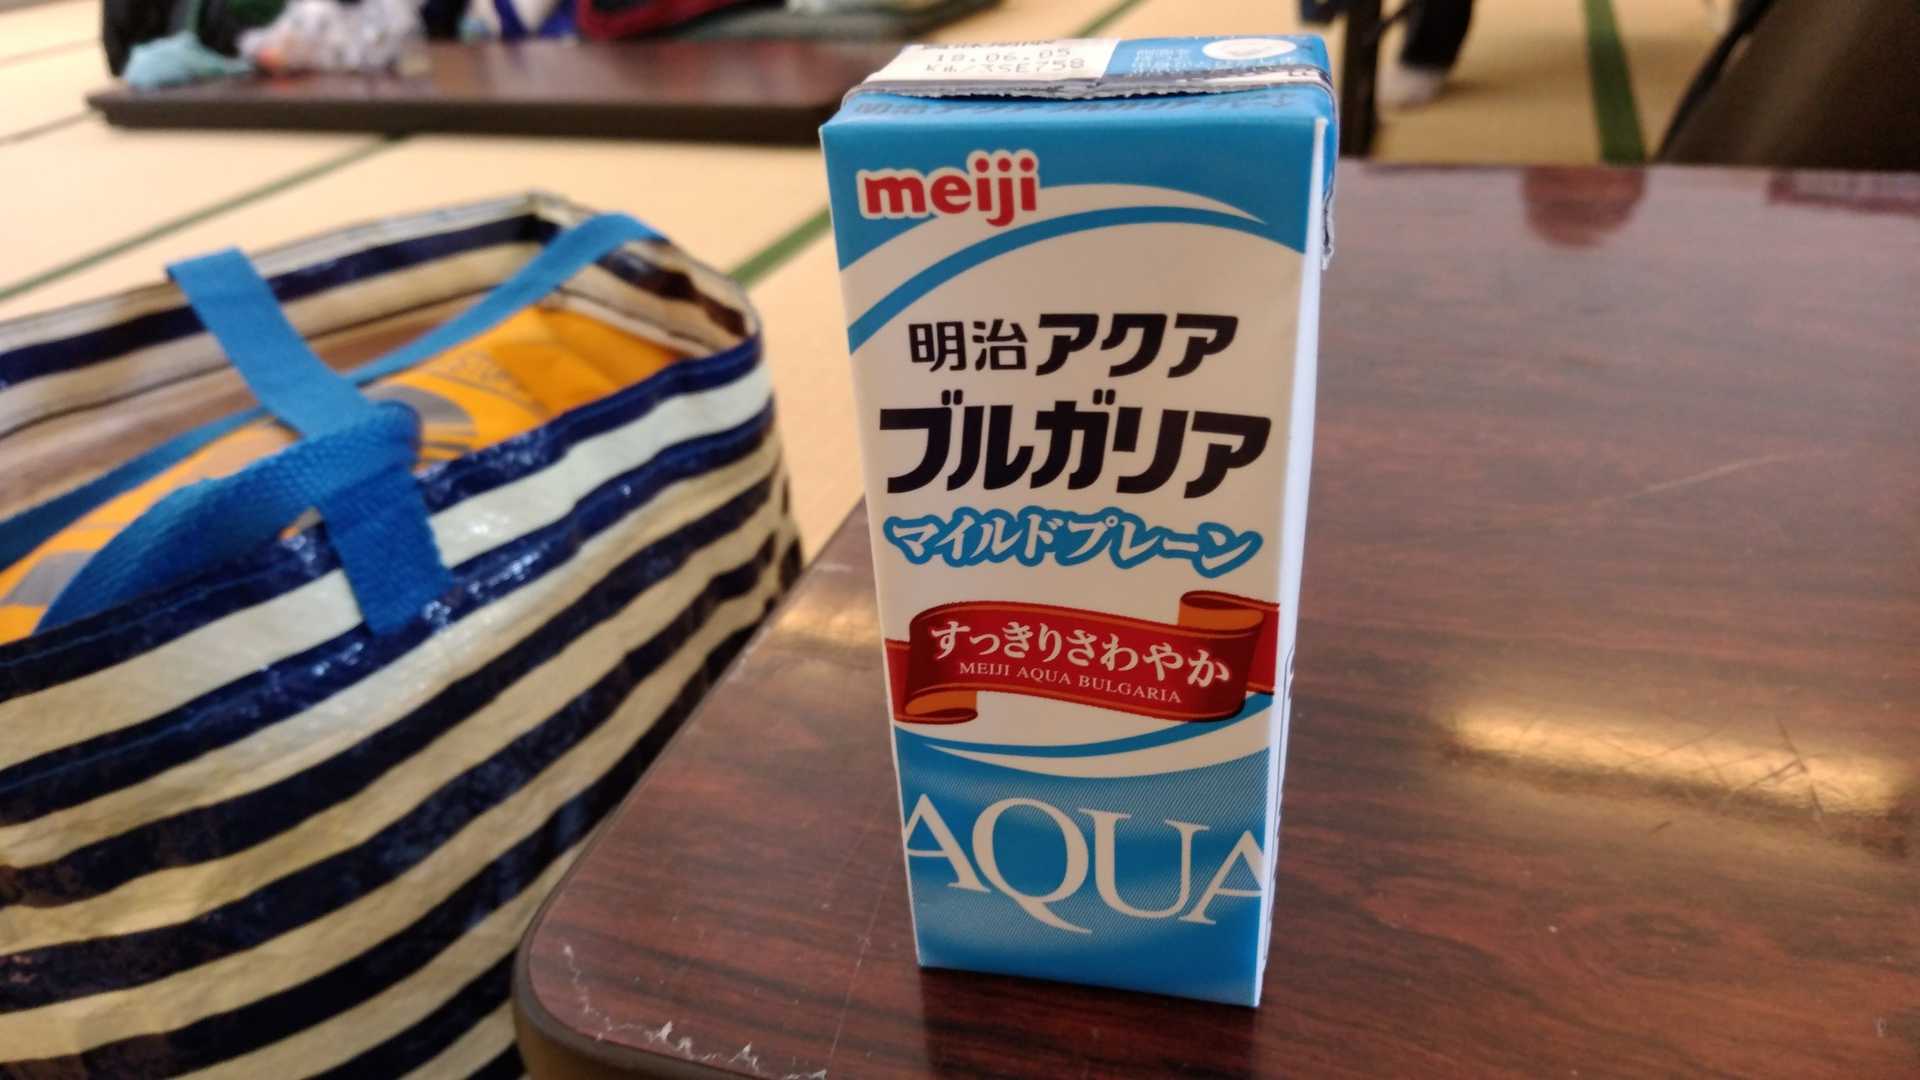 18.06.05
meiji
明治アクア
ブルガリア
マイルドプレーン
すっきりさわやか
MEIJI AQUA BULGARIA
AQUA